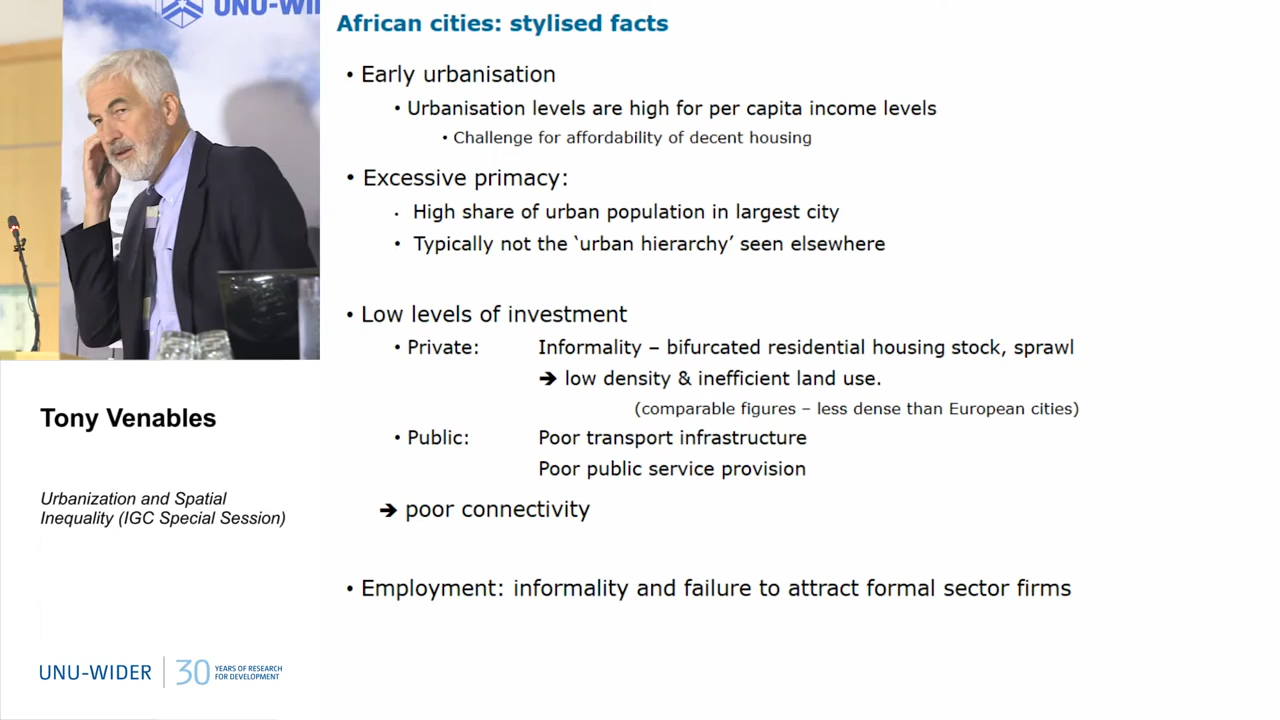 UNU-WI
Tony Venables
Urbanization and Spatial
Inequality (IGC Special Session)
UNU-WIDER
30 YEARS OF RESEARCH
FOR DEVELOPMENT
African cities: stylised facts
• Early urbanisation
• Urbanisation levels are high for per capita income levels
• Challenge for affordability of decent housing
• Excessive primacy:
• High share of urban population in largest city
• Typically not the ‘urban hierarchy’ seen elsewhere
• Low levels of investment
• Private: Informality – bifurcated residential housing stock, sprawl
➔ low density & inefficient land use.
(comparable figures – less dense than European cities)
• Public: Poor transport infrastructure
Poor public service provision
➔ poor connectivity
• Employment: informality and failure to attract formal sector firms